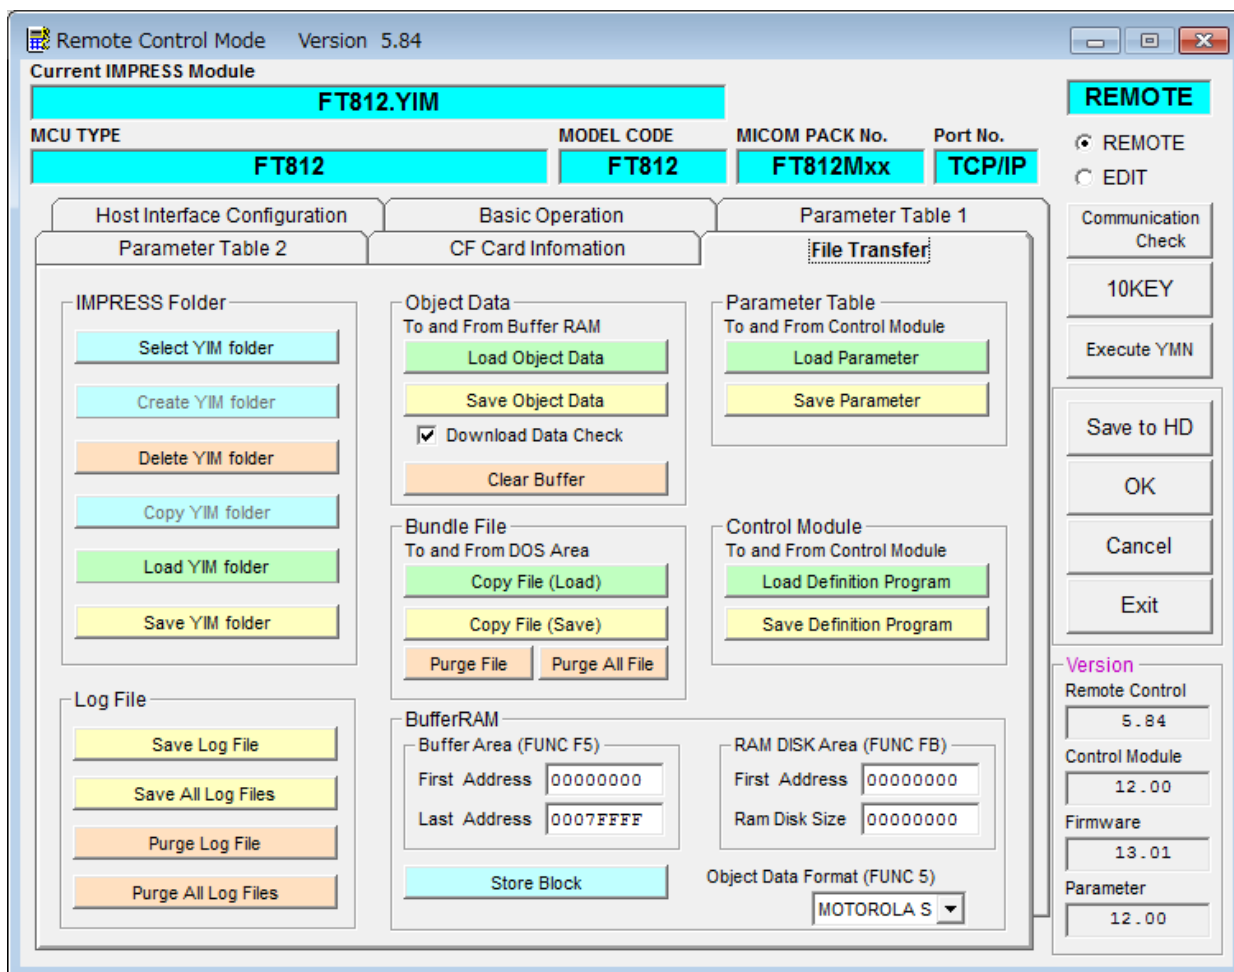 Remote Control Mode Version 5.84
Current IMPRESS Module
FT812.YIM
REMOTE
MCU TYPE
MODEL CODE
MICOM PACK No.
Port No.
FT812
FT812
FT812Mxx
TCP/IP
REMOTE
EDIT
Host Interface Configuration
Basic Operation
Parameter Table 1
Parameter Table 2
CF Card Infomation
File Transfer
Communication
Check
10KEY
Execute YMN
Save to HD
OK
Cancel
Exit
IMPRESS Folder
Select YIM folder
Create YIM folder
Delete YIM folder
Copy YIM folder
Load YIM folder
Save YIM folder
Object Data
To and From Buffer RAM
Load Object Data
Save Object Data
Download Data Check
Clear Buffer
Parameter Table
To and From Control Module
Load Parameter
Save Parameter
Bundle File
To and From DOS Area
Copy File (Load)
Copy File (Save)
Purge File
Purge All File
Control Module
To and From Control Module
Load Definition Program
Save Definition Program
Log File
Save Log File
Save All Log Files
Purge Log File
Purge All Log Files
BufferRAM
Buffer Area (FUNC F5)
First Address 00000000
Last Address 0007FFFF
RAM DISK Area (FUNC FB)
First Address 00000000
Ram Disk Size 00000000
Store Block
Object Data Format (FUNC 5)
MOTOROLA S
Version
Remote Control
5.84
Control Module
12.00
Firmware
13.01
Parameter
12.00